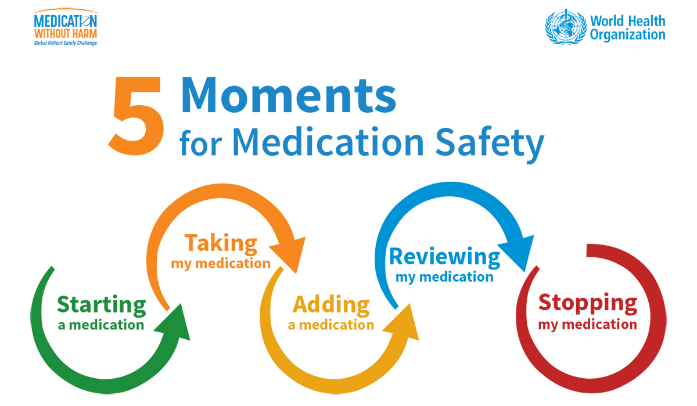 MEDICATION
WITHOUT HARM
Global Patient Safety Challenge
World Health
Organization
5 Moments
for Medication Safety
Starting
a medication
Taking
my medication
Adding
a medication
Reviewing
my medication
Stopping
my medication